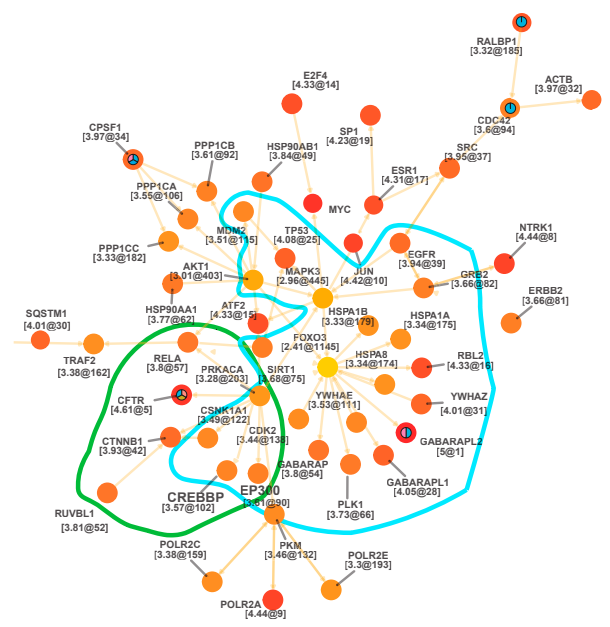 RALBP1
[3.32@185]
ACTB
[3.97@32]
E2F4
[4.33@14]
CDC42
[3.6@94]
CPSF1
[3.97@34]
PPP1CB
[3.61@92]
HSP90AB1
[3.84@49]
SP1
[4.23@19]
SRC
[3.95@37]
ESR1
[4.31@17]
PPP1CA
[3.55@106]
MYC
MDM2
[3.51@115]
TP53
[4.08@25]
NTRK1
[4.44@8]
PPP1CC
[3.33@182]
AKT1
[3.01@403]
MAPK3
[2.96@445]
JUN
[4.42@10]
EGFR
[3.94@39]
GRB2
[3.66@82]
ERBB2
[3.66@81]
HSP90AA1
[3.77@62]
ATF2
[4.33@15]
HSPA1B
[3.33@179]
HSPA1A
[3.34@175]
SQSTM1
[4.01@30]
FOXO3
[2.41@1145]
TRAF2
[3.38@162]
RELA
[3.8@57]
SIRT1
[3.68@75]
HSPA8
[3.34@174]
RBL2
[4.33@16]
PRKACA
[3.28@203]
CFTR
[4.61@5]
CSNK1A1
[3.49@122]
YWHAE
[3.53@111]
YWHAZ
[4.01@31]
CTNNB1
[3.93@42]
CDK2
[3.44@138]
GABARAPL2
[5@1]
GABARAP
[3.8@54]
GABARAPL1
[4.05@28]
CREBBP
[3.57@102]
EP300
[3.61@90]
PLK1
[3.73@66]
RUVBL1
[3.81@52]
POLR2C
[3.38@159]
PKM
[3.46@132]
POLR2E
[3.3@193]
POLR2A
[4.44@9]